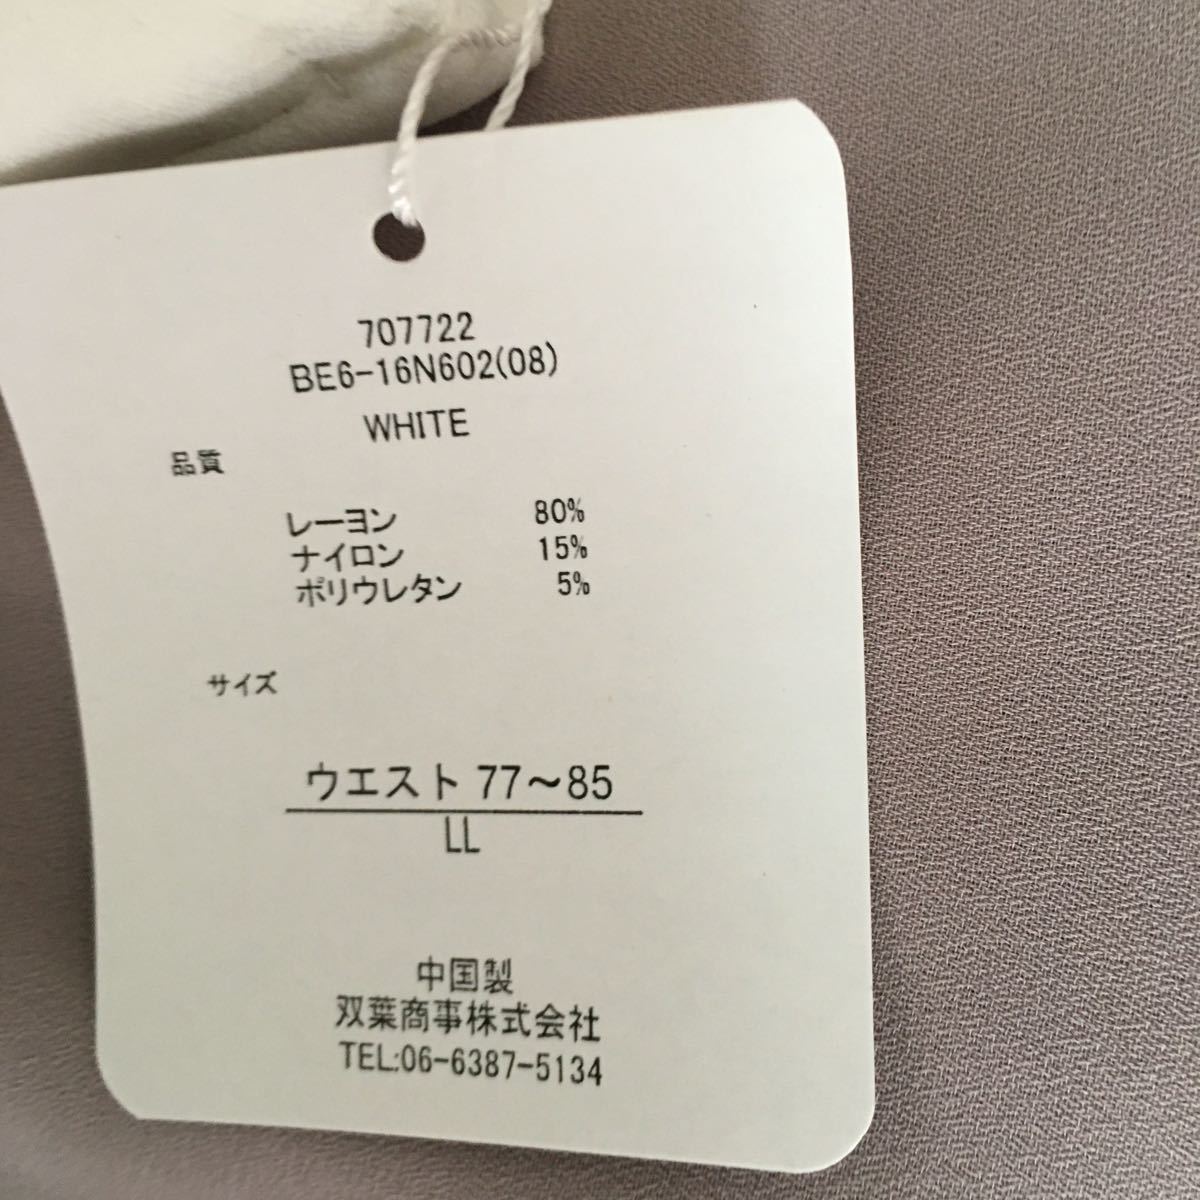 707722
BE6-16N602(08)
WHITE
品質
レーヨン 80%
ナイロン 15%
ポリウレタン 5%
サイズ
ウエスト 77～85
LL
中国製
双葉商事株式会社
TEL:06-6387-5134